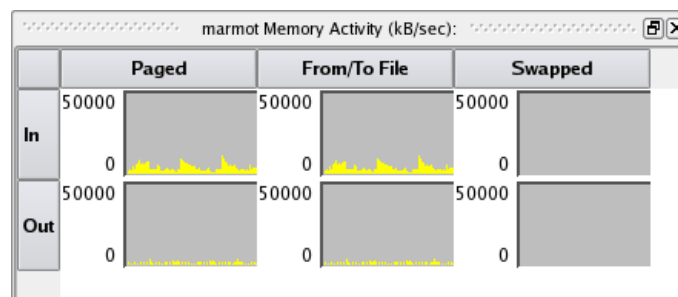 marmot Memory Activity (kB/sec):
Paged From/To File Swapped
50000 50000 50000
In
0 0 0
50000 50000 50000
Out
0 0 0